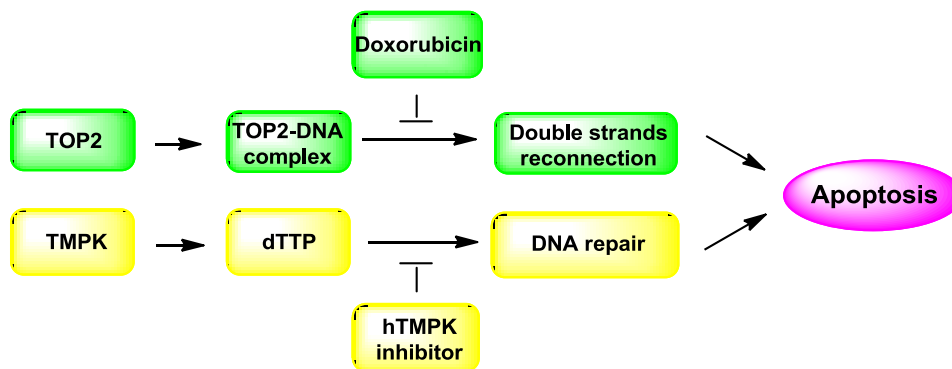 Doxorubicin
TOP2
TOP2-DNA
complex
Double strands
reconnection
Apoptosis
TMPK
dTTP
DNA repair
hTMPK
inhibitor